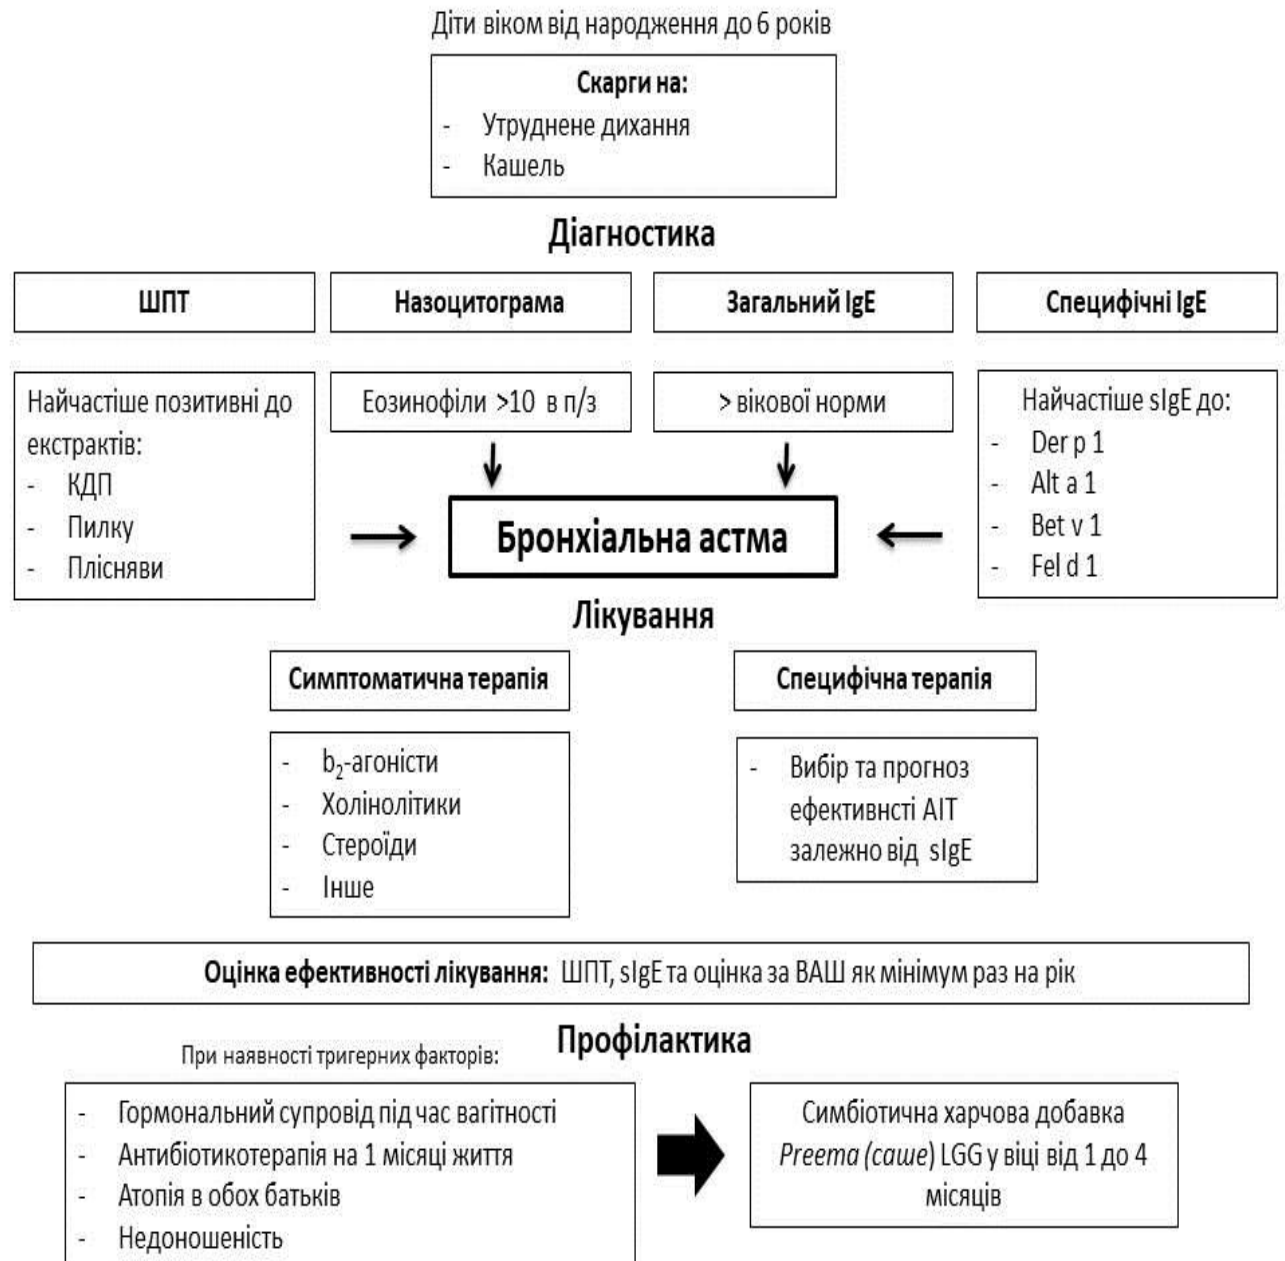 Діти віком від народження до 6 років
Скарги на:
- Утруднене дихання
- Кашель
Діагностика
ШПТ
Назоцитограма
Загальний IgE
Специфічні IgE
Найчастіше позитивні до
екстрактів:
- КДП
- Пилку
- Плісняви
Еозинофіли >10 в п/з
> вікової норми
Найчастіше sIgE до:
- Der p 1
- Alt a 1
- Bet v 1
- Fel d 1
Бронхіальна астма
Лікування
Симптоматична терапія
Специфічна терапія
- b2-агоністи
- Холінолітики
- Стероїди
- Інше
- Вибір та прогноз
ефективнсті АІТ
залежно від sIgE
Оцінка ефективності лікування: ШПТ, sIgE та оцінка за ВАШ як мінімум раз на рік
Профілактика
При наявності тригерних факторів:
- Гормональний супровід під час вагітності
- Антибіотикотерапія на 1 місяці життя
- Атопія в обох батьків
- Недоношеність
Симбіотична харчова добавка
Preema (саше) LGG у віці від 1 до 4
місяців